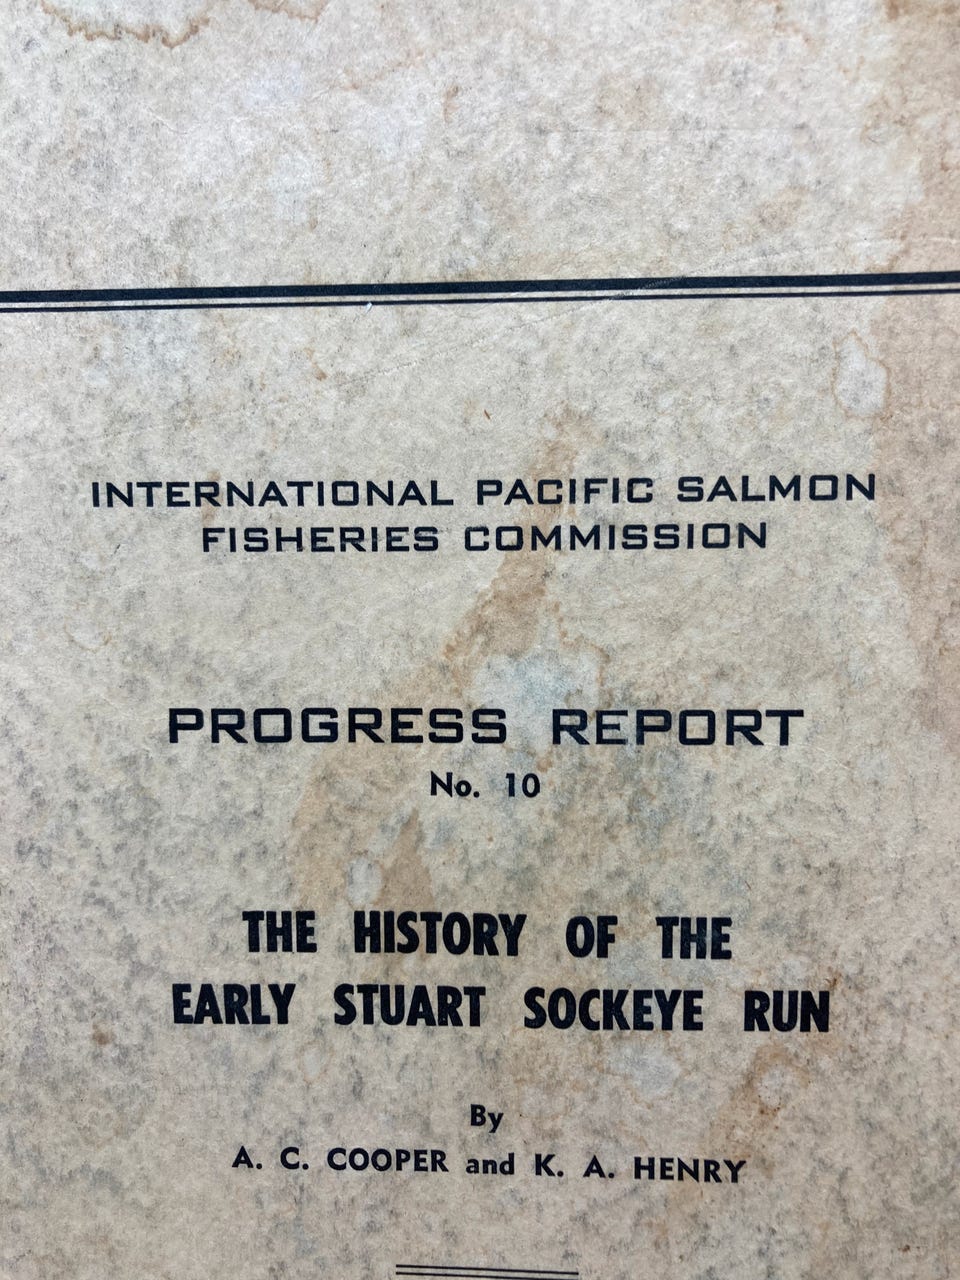 INTERNATIONAL PACIFIC SALMON
FISHERIES COMMISSION
PROGRESS REPORT
No. 10
THE HISTORY OF THE
EARLY STUART SOCKEYE RUN
By
A. C. COOPER and K. A. HENRY